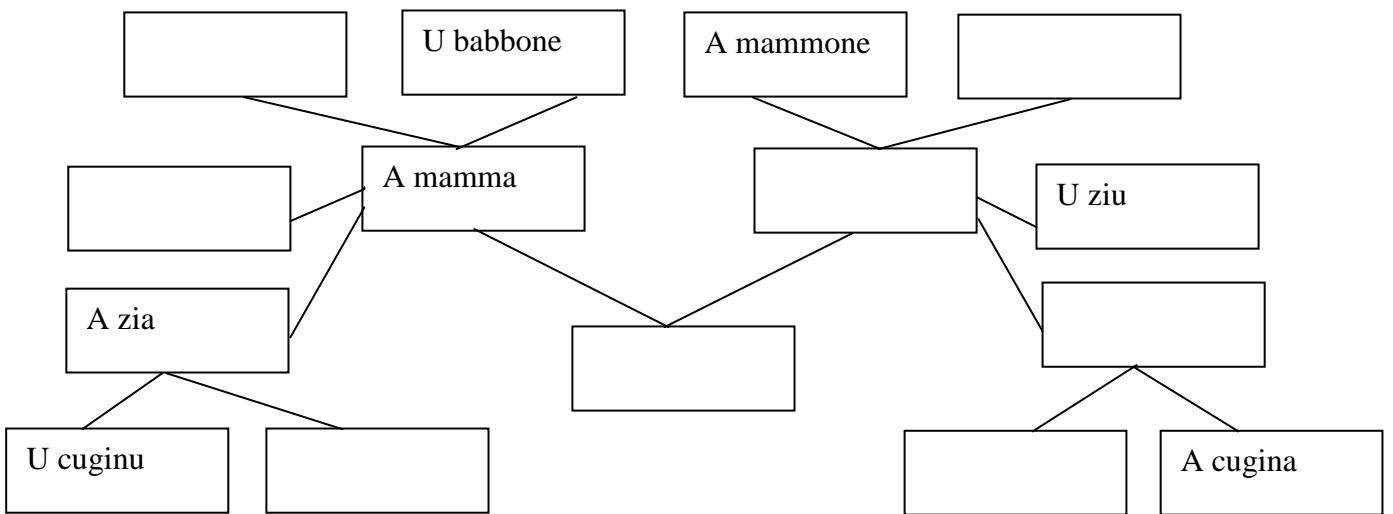 U babbone
A mammone
A mamma
U ziu
A zia
U cuginu
A cugina